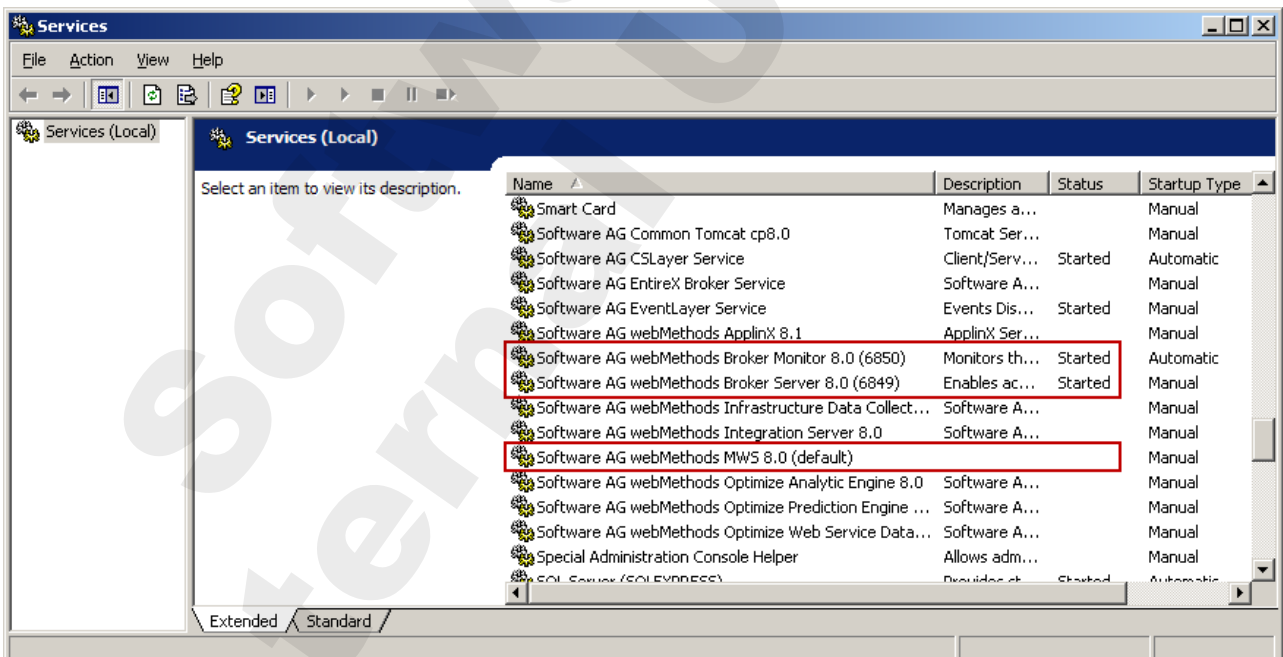 Services
File Action View Help
Services (Local)
Services (Local)
Select an item to view its description.
Name Description Status Startup Type
Smart Card Manages a... Manual
Software AG Common Tomcat cp8.0 Tomcat Ser... Manual
Software AG CSLayer Service Client/Serv... Started Automatic
Software AG EntireX Broker Service Software A... Manual
Software AG EventLayer Service Events Dis... Started Manual
Software AG webMethods ApplinX 8.1 ApplinX Ser... Manual
Software AG webMethods Broker Monitor 8.0 (6850) Monitors th... Started Automatic
Software AG webMethods Broker Server 8.0 (6849) Enables ac... Started Manual
Software AG webMethods Infrastructure Data Collect... Software A... Manual
Software AG webMethods Integration Server 8.0 Software A... Manual
Software AG webMethods MWS 8.0 (default) Manual
Software AG webMethods Optimize Analytic Engine 8.0 Software A... Manual
Software AG webMethods Optimize Prediction Engine ... Software A... Manual
Software AG webMethods Optimize Web Service Data... Software A... Manual
Special Administration Console Helper Allows adm... Manual
SQL Server (SQLEXPRESS) Provides st... Started Automatic
Extended Standard